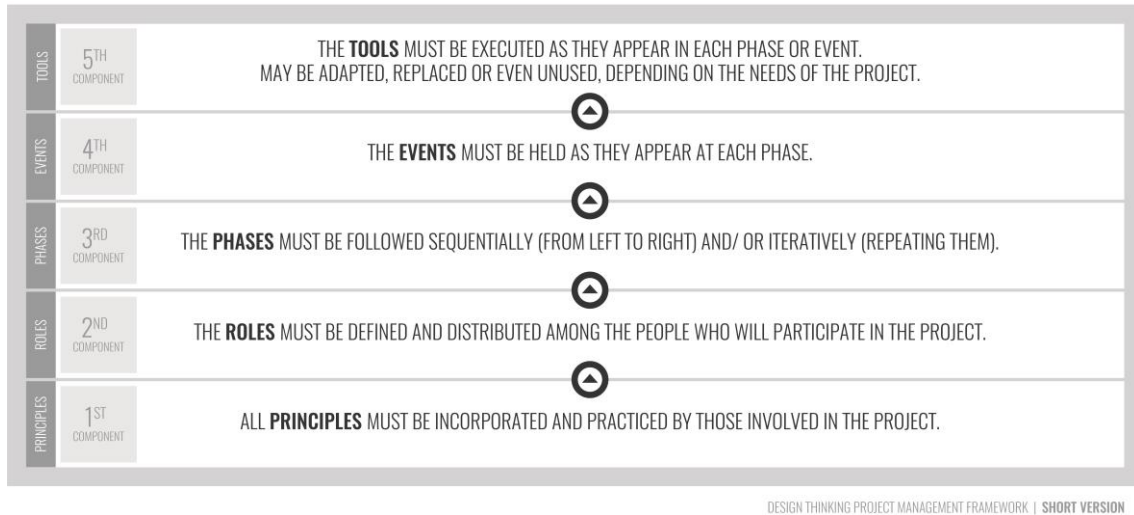 TOOLS
5TH
COMPONENT
THE TOOLS MUST BE EXECUTED AS THEY APPEAR IN EACH PHASE OR EVENT.
MAY BE ADAPTED, REPLACED OR EVEN UNUSED, DEPENDING ON THE NEEDS OF THE PROJECT.
EVENTS
4TH
COMPONENT
THE EVENTS MUST BE HELD AS THEY APPEAR AT EACH PHASE.
PHASES
3RD
COMPONENT
THE PHASES MUST BE FOLLOWED SEQUENTIALLY (FROM LEFT TO RIGHT) AND/ OR ITERATIVELY (REPEATING THEM).
ROLES
2ND
COMPONENT
THE ROLES MUST BE DEFINED AND DISTRIBUTED AMONG THE PEOPLE WHO WILL PARTICIPATE IN THE PROJECT.
PRINCIPLES
1ST
COMPONENT
ALL PRINCIPLES MUST BE INCORPORATED AND PRACTICED BY THOSE INVOLVED IN THE PROJECT.
DESIGN THINKING PROJECT MANAGEMENT FRAMEWORK | SHORT VERSION